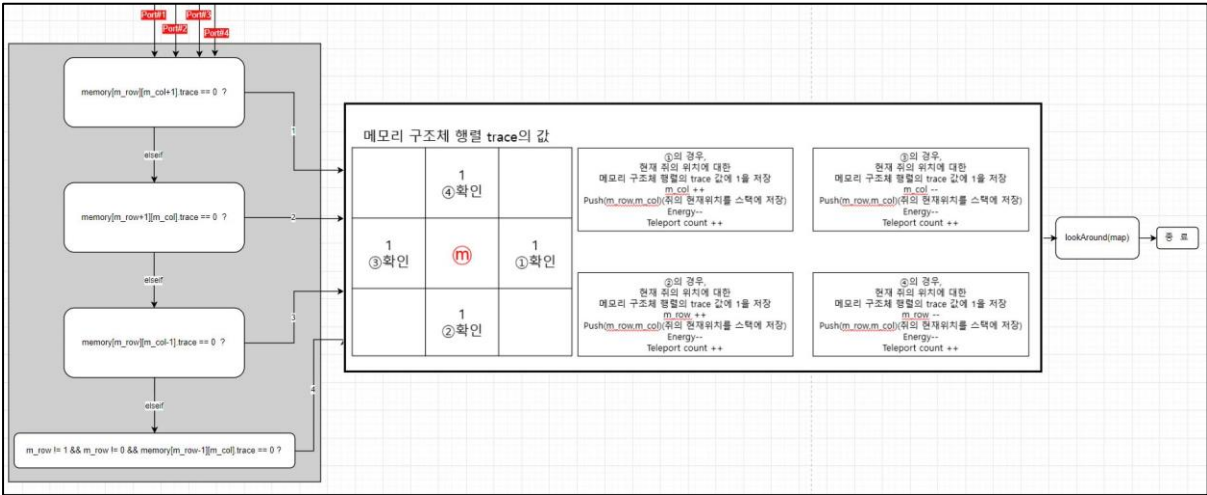 Port#1
Port#2
Port#3
Port#4
memory[m_row][m_col+1].trace == 0 ?
1
elseif
memory[m_row+1][m_col].trace == 0 ?
2
elseif
memory[m_row][m_col-1].trace == 0 ?
3
elseif
m_row != 1 && m_row != 0 && memory[m_row-1][m_col].trace == 0 ?
4
메모리 구조체 행렬 trace의 값
1
④확인
1
③확인
ⓜ
1
①확인
1
②확인
①의 경우,
현재 쥐의 위치에 대한
메모리 구조체 행렬의 trace 값에 1을 저장
m_col ++
Push(m_row,m_col)(쥐의 현재위치를 스택에 저장)
Energy--
Teleport count ++
③의 경우,
현재 쥐의 위치에 대한
메모리 구조체 행렬의 trace 값에 1을 저장
m_col --
Push(m_row,m_col)(쥐의 현재위치를 스택에 저장)
Energy--
Teleport count ++
②의 경우,
현재 쥐의 위치에 대한
메모리 구조체 행렬의 trace 값에 1을 저장
m_row ++
Push(m_row,m_col)(쥐의 현재위치를 스택에 저장)
Energy--
Teleport count ++
④의 경우,
현재 쥐의 위치에 대한
메모리 구조체 행렬의 trace 값에 1을 저장
m_row --
Push(m_row,m_col)(쥐의 현재위치를 스택에 저장)
Energy--
Teleport count ++
lookAround(map)
종 료